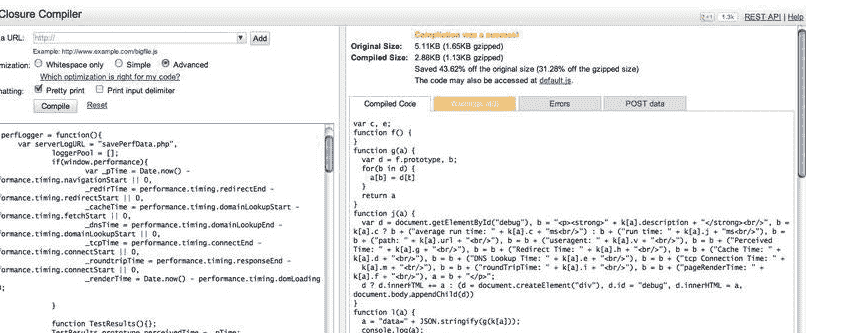 Closure Compiler
1.3k REST API | Help
a URL: http:// Add
Example: http://www.example.com/bigfile.js
mization: Whitespace only Simple Advanced
Which optimization is right for my code?
matting: Pretty print Print input delimiter
Compile Reset
perfLogger = function(){
var serverLogURL = "savePerfData.php",
loggerPool = [];
if(window.performance){
var _pTime = Date.now() -
formance.timing.navigationStart || 0,
_redirTime = performance.timing.redirectEnd -
formance.timing.redirectStart || 0,
_cacheTime = performance.timing.domainLookupStart -
formance.timing.fetchStart || 0,
_dnsTime = performance.timing.domainLookupEnd -
formance.timing.domainLookupStart || 0,
_tcpTime = performance.timing.connectEnd -
formance.timing.connectStart || 0,
_roundtripTime = performance.timing.responseEnd -
formance.timing.connectStart || 0,
_renderTime = Date.now() - performance.timing.domLoading
0;
}
function TestResults(){};
TestResults.prototype.perceivedTime = _pTime;
Compilation was a success!
Original Size: 5.11KB (1.65KB gzipped)
Compiled Size: 2.88KB (1.13KB gzipped)
Saved 43.62% off the original size (31.28% off the gzipped size)
The code may also be accessed at default.js.
Compiled Code Errors POST data
var c, e;
function f() {
}
function g(a) {
var d = f.prototype, b;
for(b in d) {
a[b] = d[b]
}
return a
}
function j(a) {
var d = document.getElementById("debug"), b = "<p><strong>" + k[a].description + "</strong><br/>", b =
k[a].c ? b + ("average run time: " + k[a].c + "ms<br/>") : b + ("run time: " + k[a].j + "ms<br/>"), b =
b + ("path: " + k[a].url + "<br/>"), b = b + ("useragent: " + k[a].v + "<br/>"), b = b + ("Perceived
Time: " + k[a].g + "<br/>"), b = b + ("Redirect Time: " + k[a].h + "<br/>"), b = b + ("Cache Time: " +
k[a].d + "<br/>"), b = b + ("DNS Lookup Time: " + k[a].e + "<br/>"), b = b + ("tcp Connection Time: " +
k[a].m + "<br/>"), b = b + ("roundTripTime: " + k[a].i + "<br/>"), b = b + ("pageRenderTime: " +
k[a].f + "<br/>"), a = b + "</p>";
d ? d.innerHTML += a : (d = document.createElement("div"), d.id = "debug", d.innerHTML = a,
document.body.appendChild(d))
}
function l(a) {
a = "data=" + JSON.stringify(g(k[a]));
console.log(a);